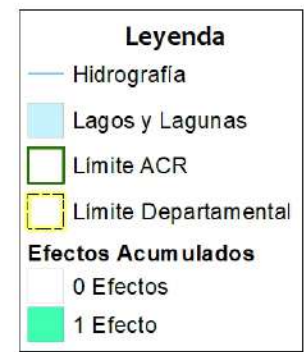 Leyenda
Hidrografía
Lagos y Lagunas
Límite ACR
Límite Departamental
Efectos Acumulados
0 Efectos
1 Efecto